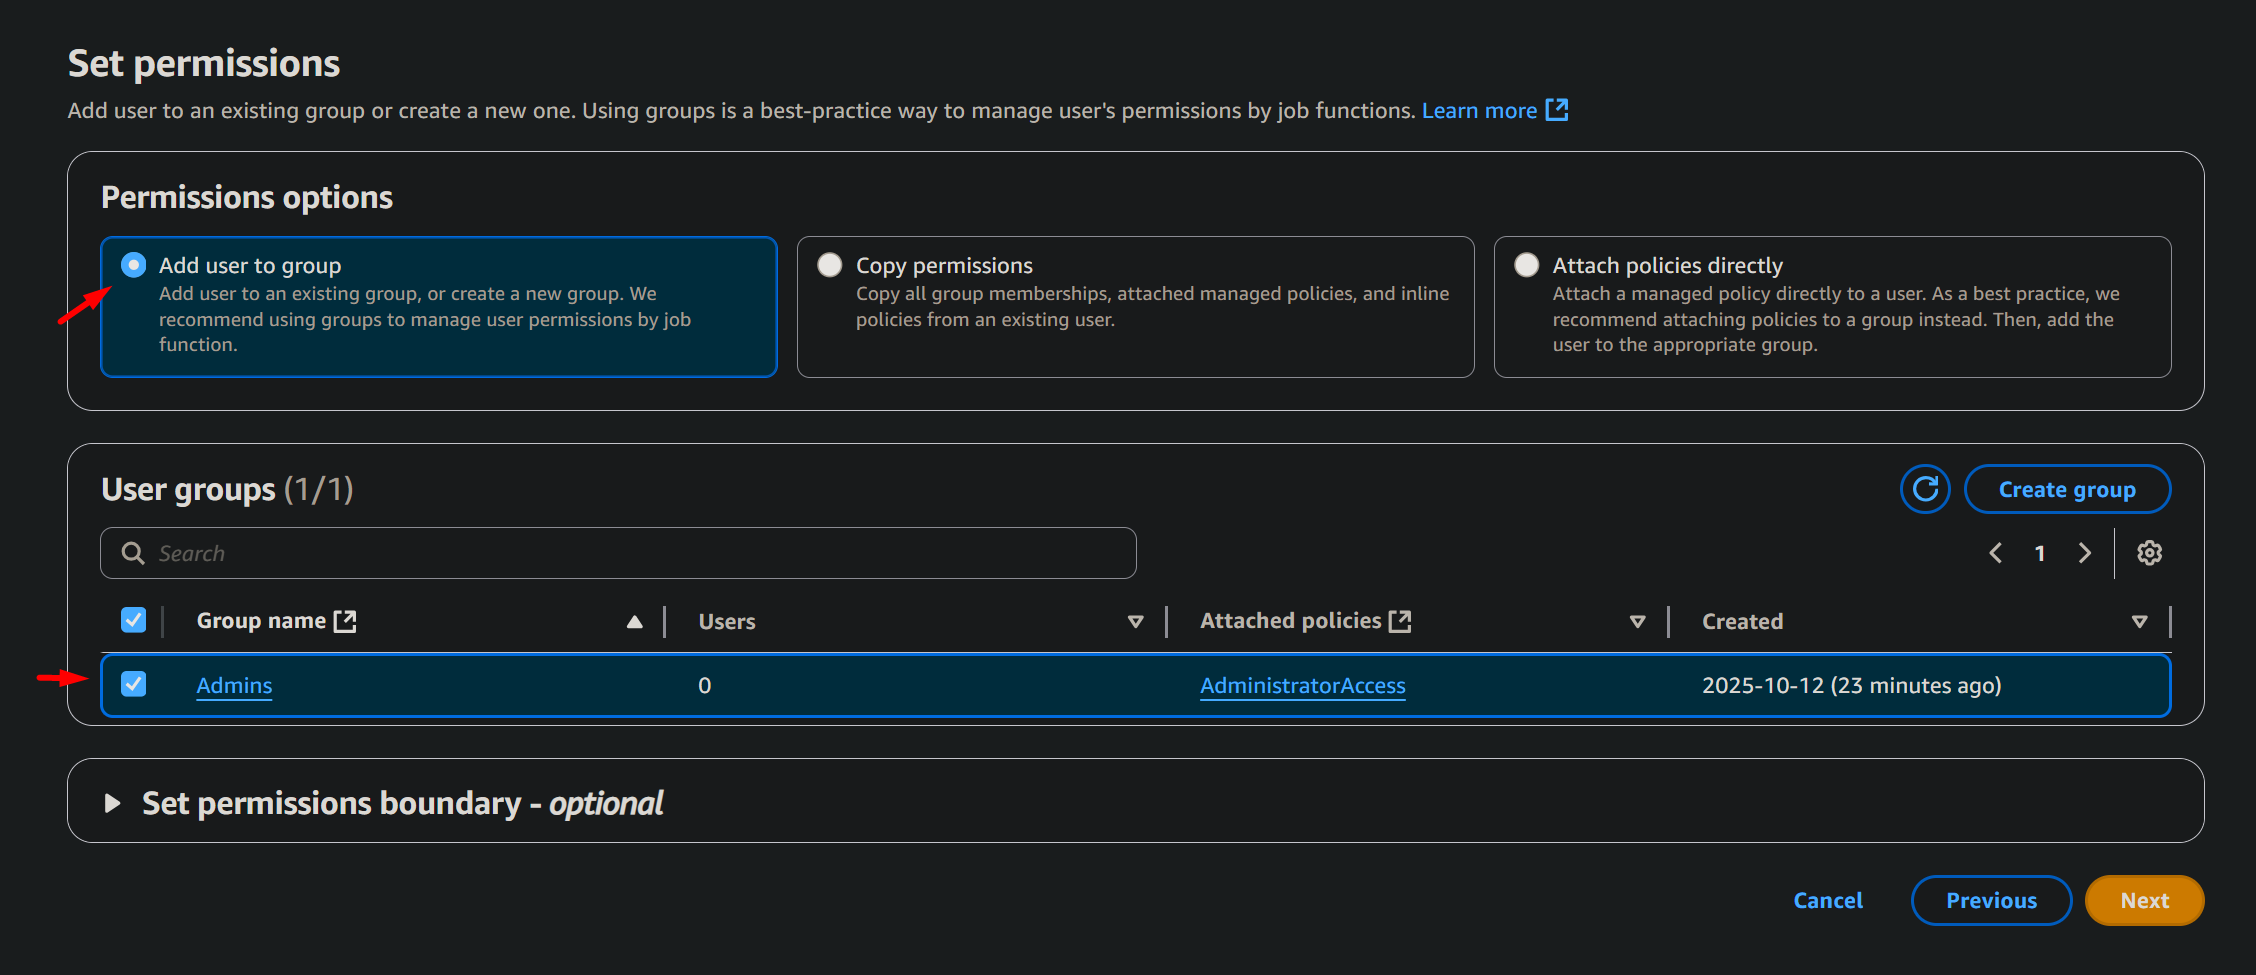 Set permissions
Add user to an existing group or create a new one. Using groups is a best-practice way to manage user's permissions by job functions. Learn more
Permissions options
Add user to group
Add user to an existing group, or create a new group. We
recommend using groups to manage user permissions by job
function.
Copy permissions
Copy all group memberships, attached managed policies, and inline
policies from an existing user.
Attach policies directly
Attach a managed policy directly to a user. As a best practice, we
recommend attaching policies to a group instead. Then, add the
user to the appropriate group.
User groups (1/1)
Create group
Search
1
Group name Users Attached policies Created
Admins 0 AdministratorAccess 2025-10-12 (23 minutes ago)
Set permissions boundary - optional
Cancel Previous Next